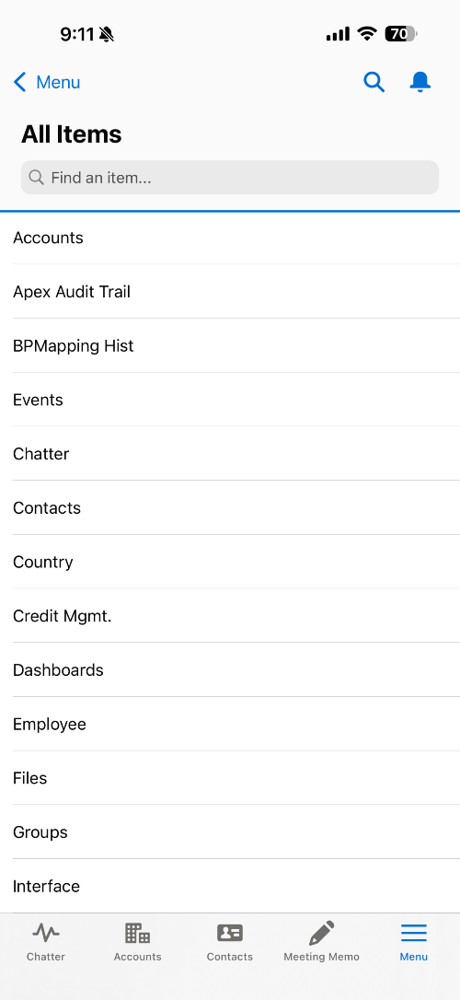 9:11
70
Menu
All Items
Find an item...
Accounts
Apex Audit Trail
BPMapping Hist
Events
Chatter
Contacts
Country
Credit Mgmt.
Dashboards
Employee
Files
Groups
Interface
Chatter
Accounts
Contacts
Meeting Memo
Menu